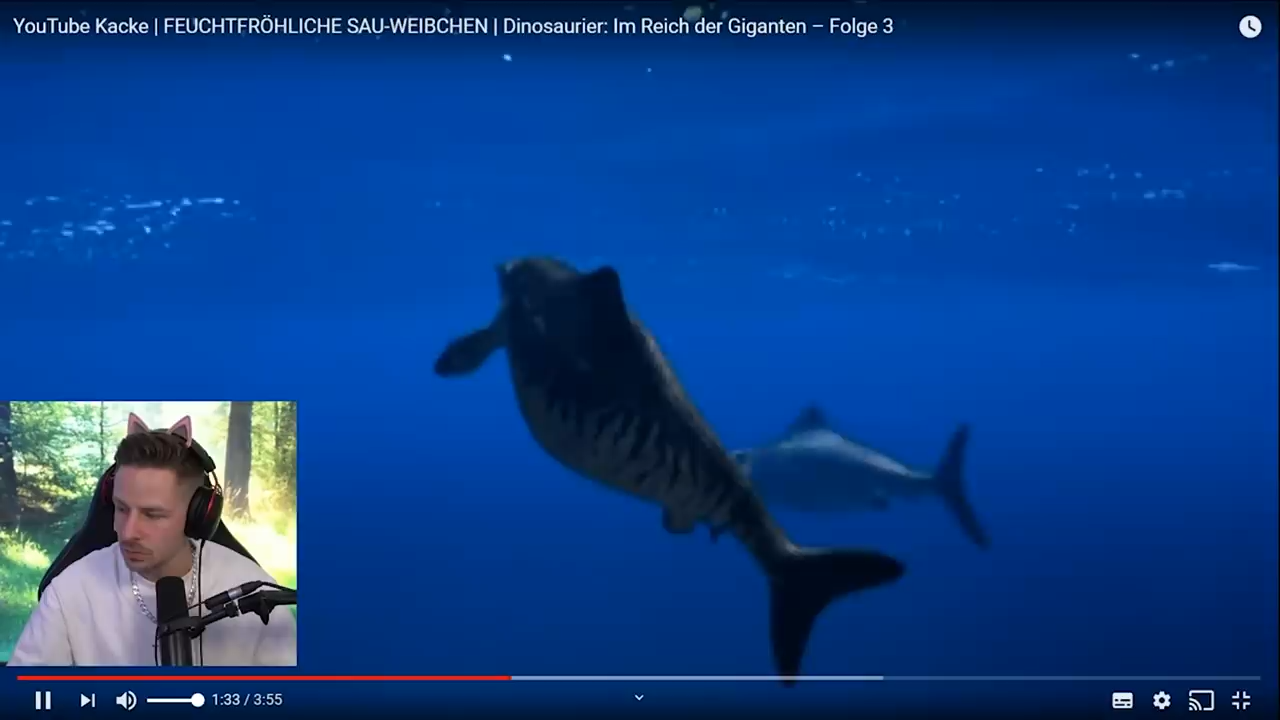 YouTube Kacke | FEUCHTFRÖHLICHE SAU-WEIBCHEN | Dinosaurier: Im Reich der Giganten – Folge 3
1:33 / 3:55